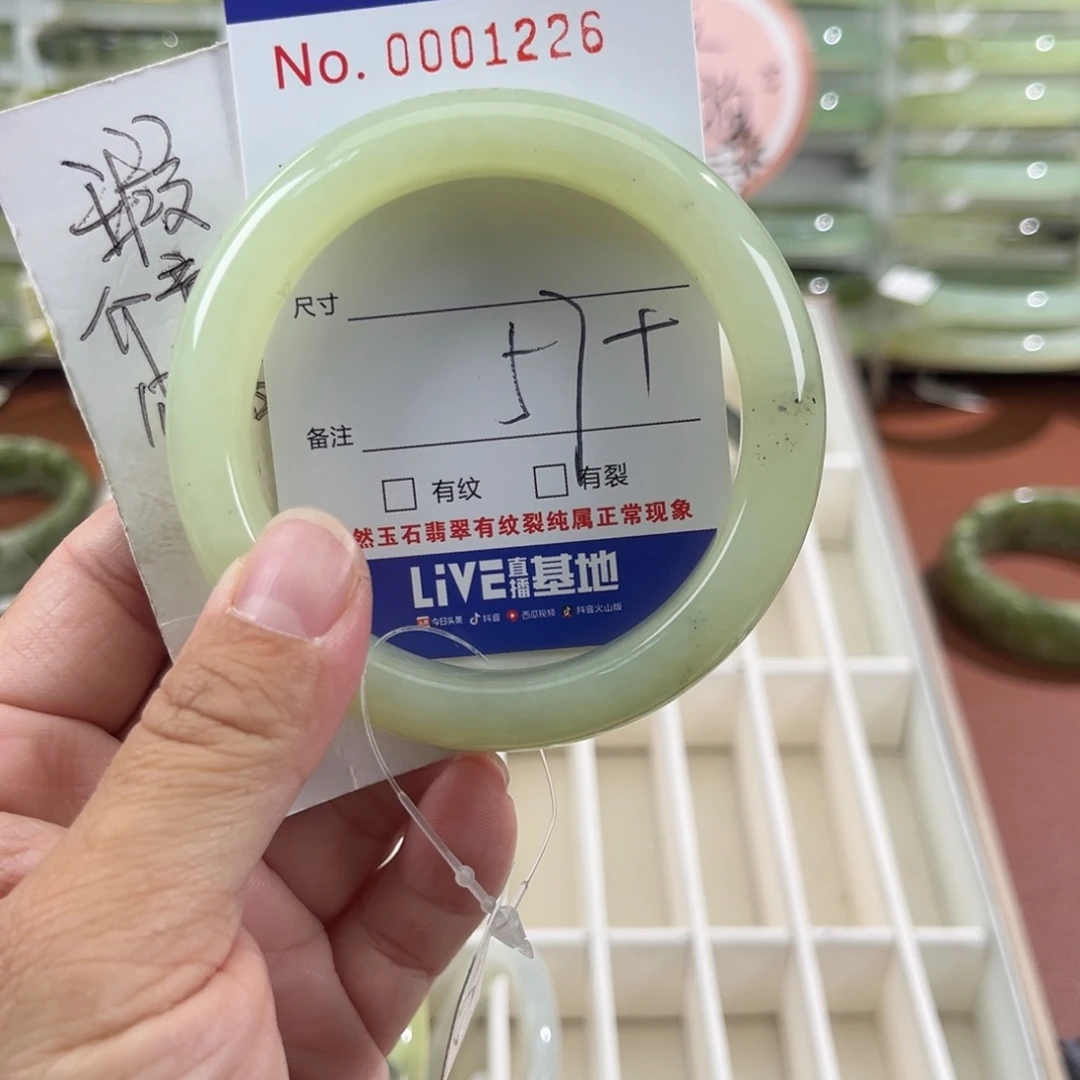 No. 0001226
瑕
尺寸
57+
备注
有纹
有裂
然玉石翡翠有纹裂纯属正常现象
LIVE直播基地
今日头条 抖音 西瓜视频 抖音火山版